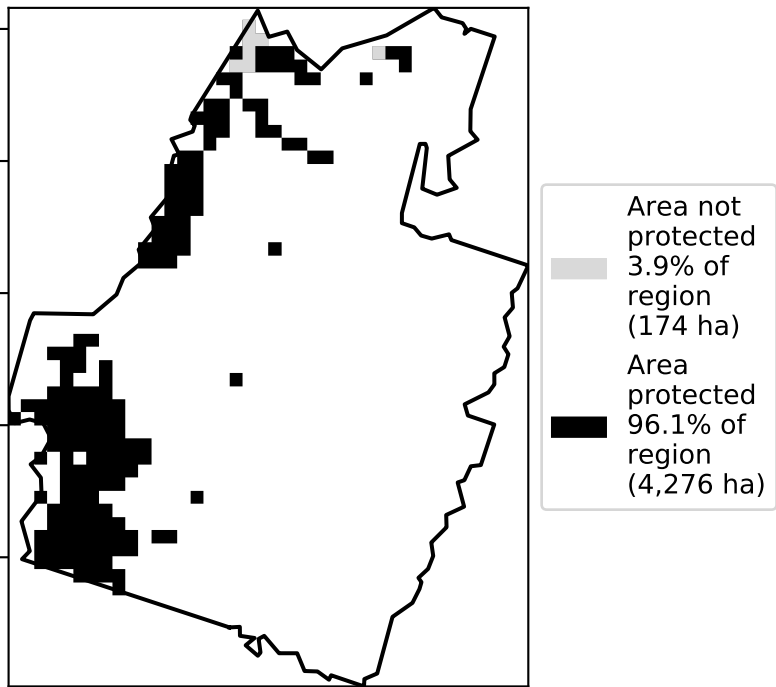 Area not
protected
3.9% of
region
(174 ha)
Area
protected
96.1% of
region
(4,276 ha)